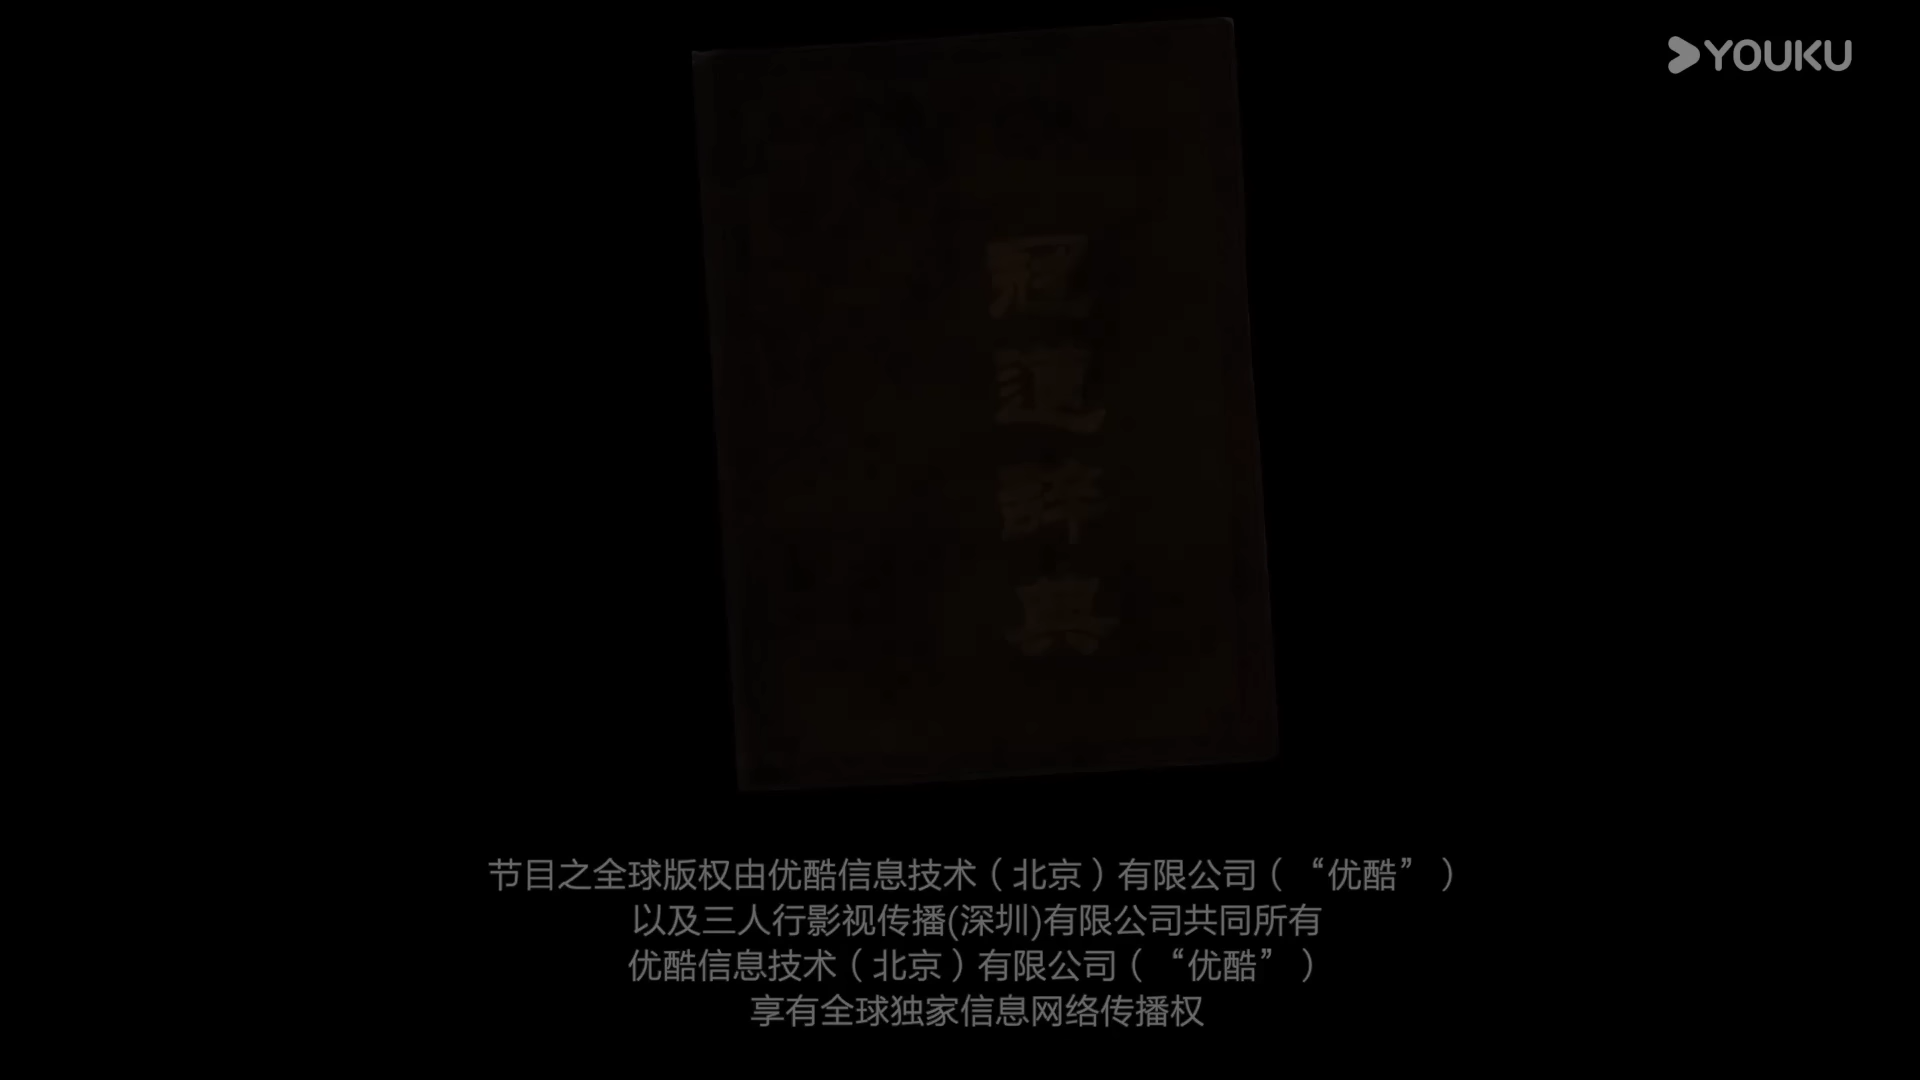 YOUKU
節目之全球版权由优酷信息技术（北京）有限公司（“优酷”）
以及三人行影视传播(深圳)有限公司共同所有
优酷信息技术（北京）有限公司（“优酷”）
享有全球独家信息网络传播权